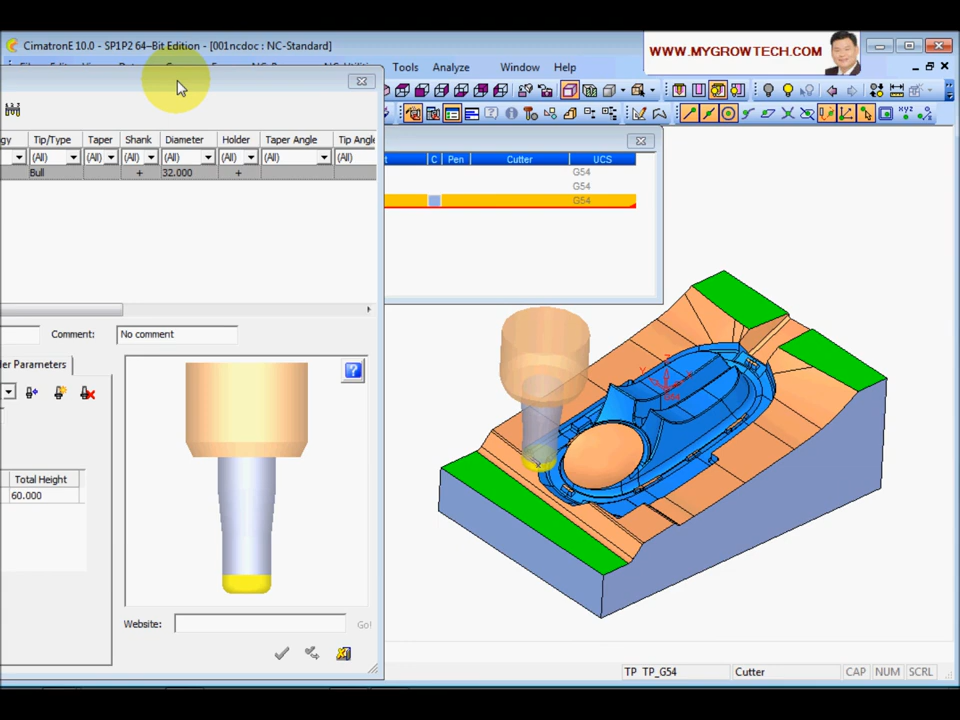 CimatronE 10.0 - SP1P2 64-Bit Edition - [001ncdoc : NC-Standard]
WWW.MYGROWTECH.COM
Tools Analyze Window Help
Tip/Type Taper Shank Diameter Holder Taper Angle Tip Angle
(All) (All) (All) (All) (All) (All) (All)
Bull + 32.000 +
C Pen Cutter UCS
G54
G54
G54
Comment: No comment
Parameters
Total Height
60.000
Website: Go!
TP TP_G54 Cutter CAP NUM SCRL